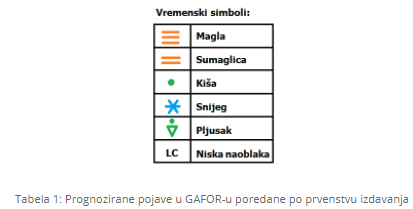 Vremenski simboli:
Magla
Sumaglica
Kiša
Snijeg
Pljusak
LC Niska naoblaka
Tabela 1: Prognozirane pojave u GAFOR-u poredane po prvenstvu izdavanja